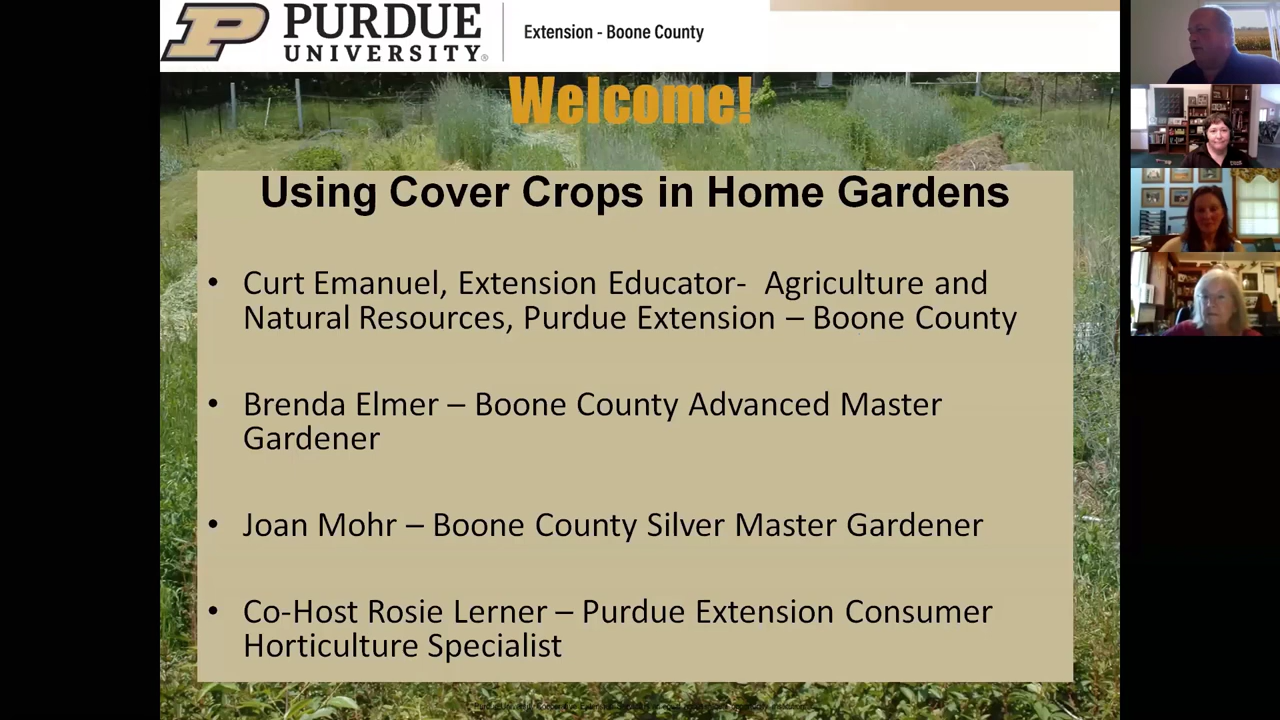 PURDUE
UNIVERSITY®
Extension - Boone County
Welcome!
Using Cover Crops in Home Gardens
• Curt Emanuel, Extension Educator- Agriculture and
Natural Resources, Purdue Extension – Boone County
• Brenda Elmer – Boone County Advanced Master
Gardener
• Joan Mohr – Boone County Silver Master Gardener
• Co-Host Rosie Lerner – Purdue Extension Consumer
Horticulture Specialist